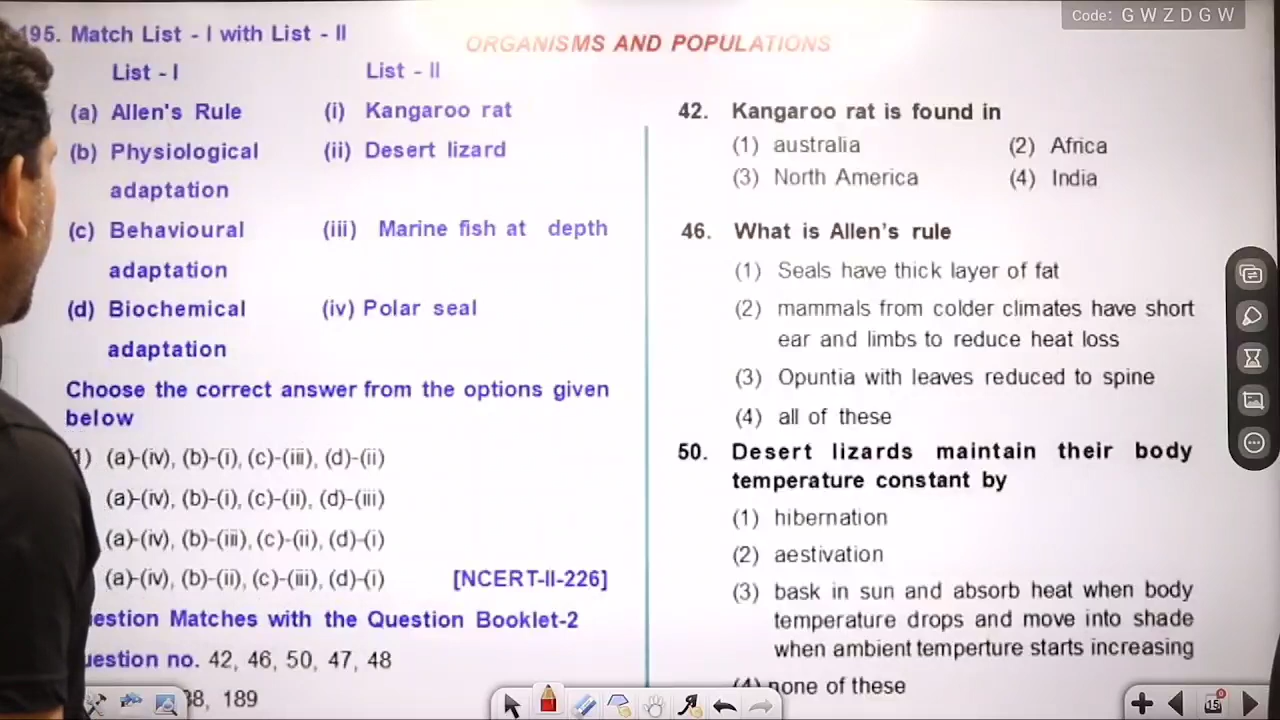 Code: G W Z D G W
195. Match List - I with List - II
List - I List - II
(a) Allen's Rule (i) Kangaroo rat
(b) Physiological (ii) Desert lizard
adaptation
(c) Behavioural (iii) Marine fish at depth
adaptation
(d) Biochemical (iv) Polar seal
adaptation
Choose the correct answer from the options given
below
1) (a)-(iv), (b)-(i), (c)-(iii), (d)-(ii)
(a)-(iv), (b)-(i), (c)-(ii), (d)-(iii)
(a)-(iv), (b)-(iii), (c)-(ii), (d)-(i)
(a)-(iv), (b)-(ii), (c)-(iii), (d)-(i) [NCERT-II-226]
estion Matches with the Question Booklet-2
uestion no. 42, 46, 50, 47, 48
38, 189
ORGANISMS AND POPULATIONS
42. Kangaroo rat is found in
(1) australia (2) Africa
(3) North America (4) India
46. What is Allen's rule
(1) Seals have thick layer of fat
(2) mammals from colder climates have short
ear and limbs to reduce heat loss
(3) Opuntia with leaves reduced to spine
(4) all of these
50. Desert lizards maintain their body
temperature constant by
(1) hibernation
(2) aestivation
(3) bask in sun and absorb heat when body
temperature drops and move into shade
when ambient temperture starts increasing
(4) none of these
15